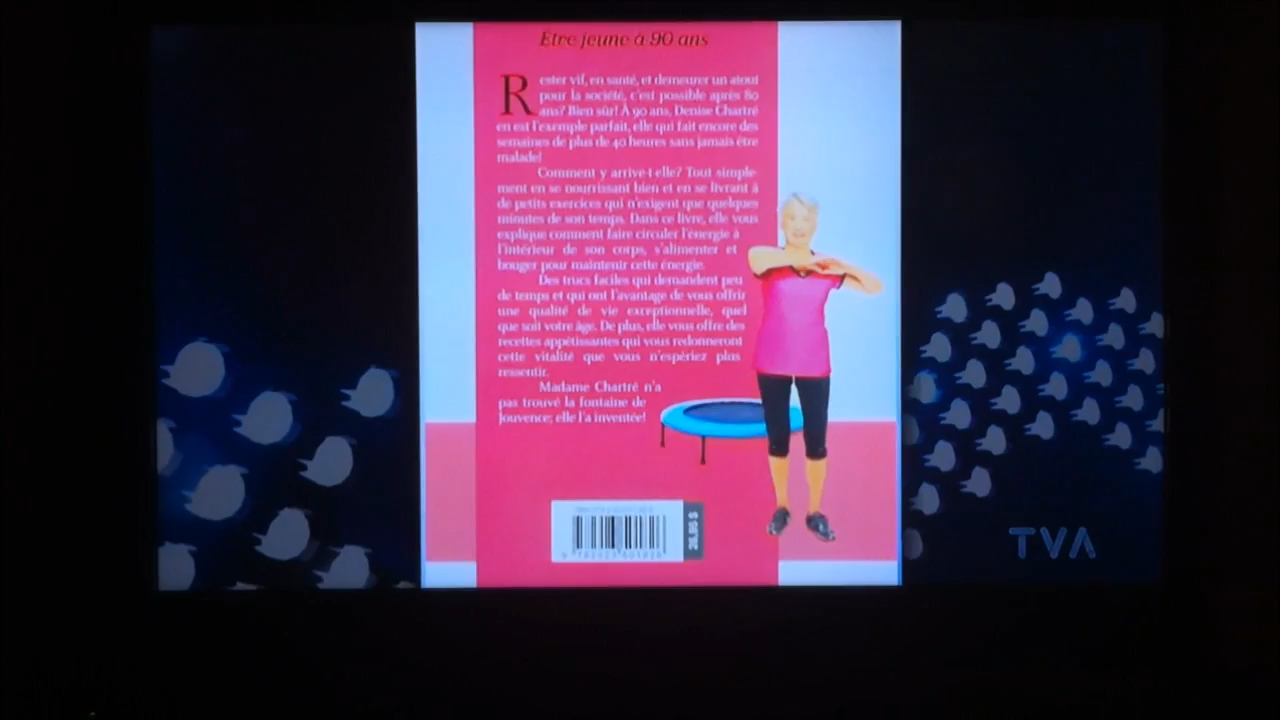 Être jeune à 90 ans
Rester vif, en santé, et demeurer un atout
pour la société, c'est possible après 80
ans? Bien sûr! À 90 ans, Denise Chartré
en est l'exemple parfait, elle qui fait encore des
semaines de plus de 40 heures sans jamais être
malade!
Comment y arrive-t-elle? Tout simple-
ment en se nourrissant bien et en se livrant à
de petits exercices qui n'exigent que quelques
minutes de son temps. Dans ce livre, elle vous
explique comment faire circuler l'énergie à
l'intérieur de son corps, s'alimenter et
bouger pour maintenir cette énergie.
Des trucs faciles qui demandent peu
de temps et qui ont l'avantage de vous offrir
une qualité de vie exceptionnelle, quel
que soit votre âge. De plus, elle vous offre des
recettes appétissantes qui vous redonneront
cette vitalité que vous n'espériez plus
ressentir.
Madame Chartré n'a
pas trouvé la fontaine de
Jouvence; elle l'a inventée!
26,95 $
TVA